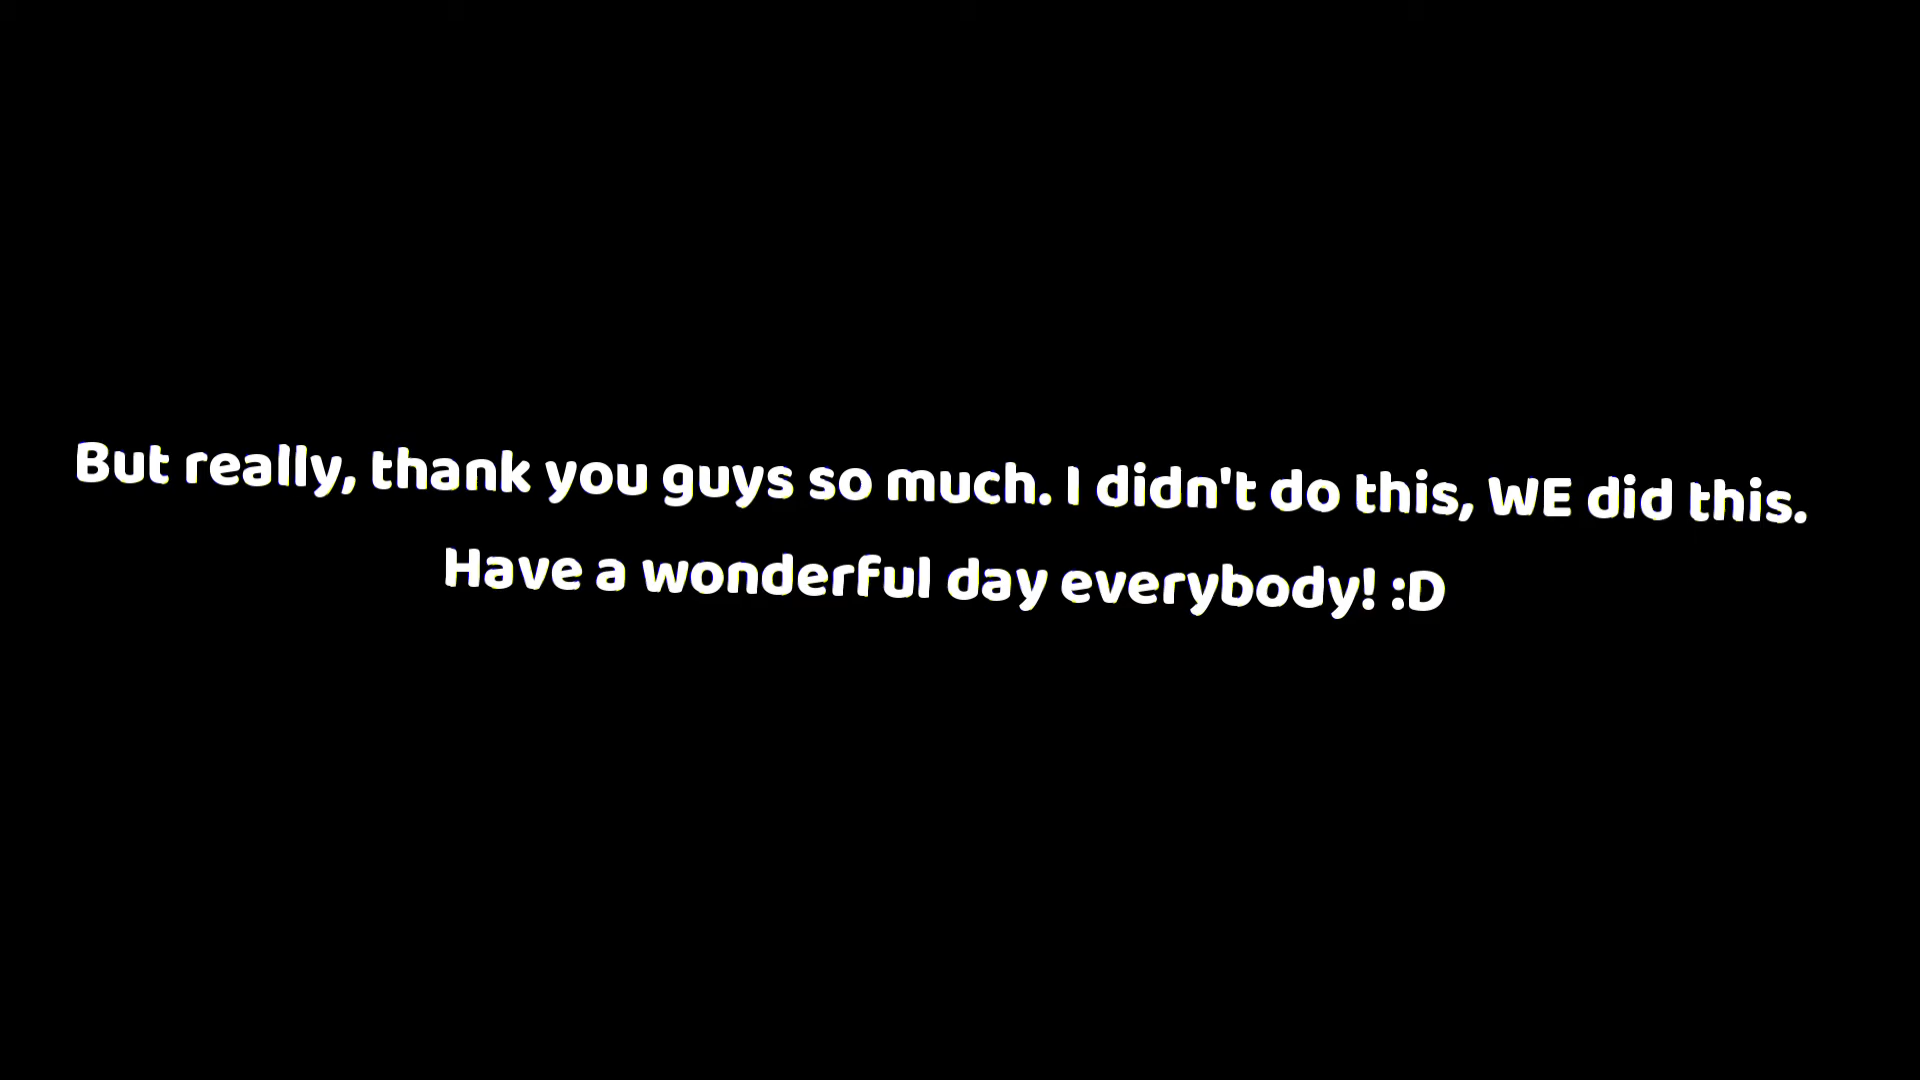 But really, thank you guys so much. I didn't do this, WE did this.
Have a wonderful day everybody! :D